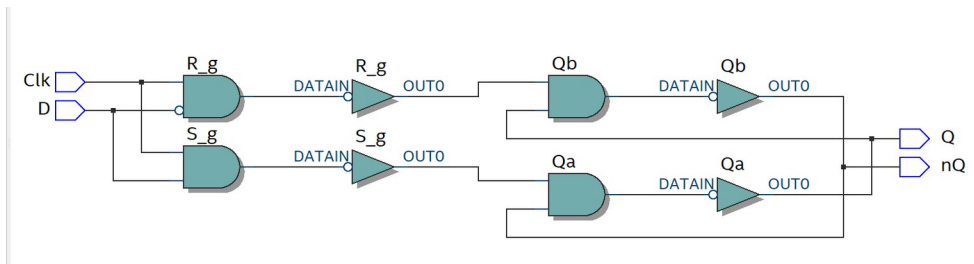 R_g R_g Qb Qb
Clk DATAIN OUT0 DATAIN OUT0
D
S_g S_g Q
DATAIN OUT0 Qa Qa nQ
DATAIN OUT0